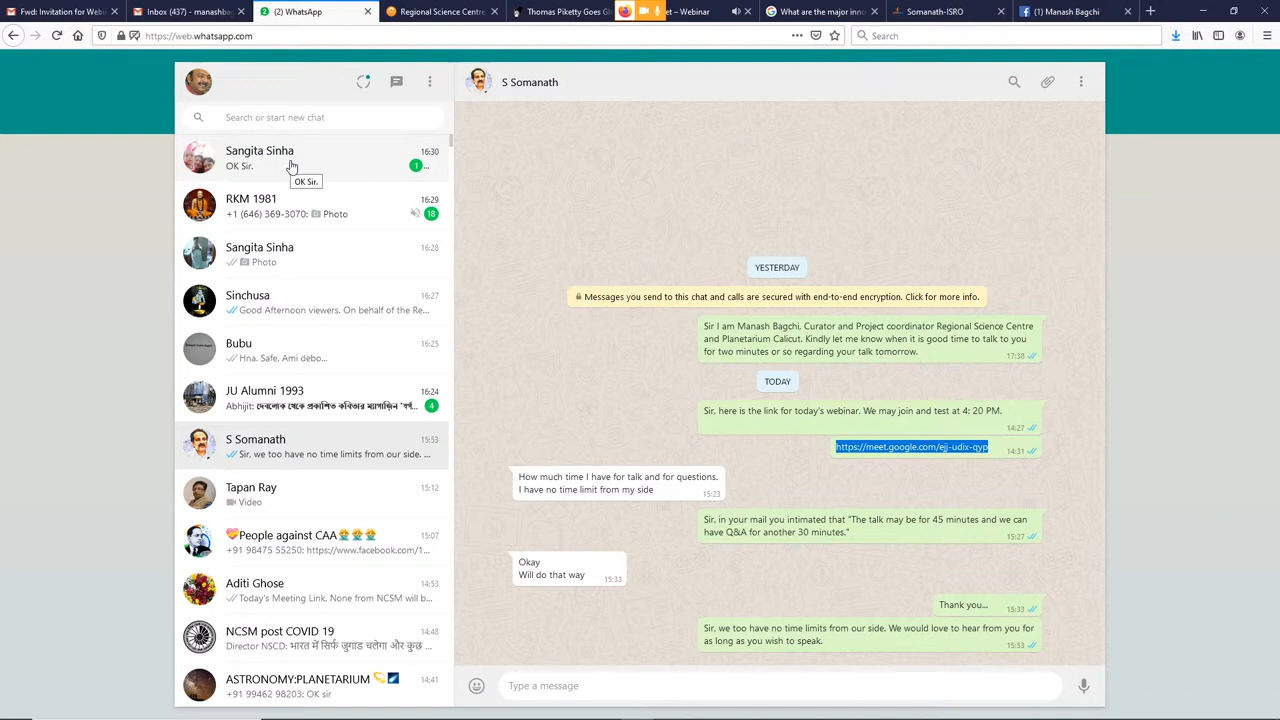 Fwd: Invitation for Guest
Inbox (437) - manashbag
(2) WhatsApp
Regional Science Centre
Thomas Piketty Goes Gl
et – Webinar
What are the major inno
Somanath-ISRO
(1) Manash Bagchi
https://web.whatsapp.com
Search
S Somanath
Search or start new chat
Sangita Sinha 16:30
OK Sir. 1
OK Sir.
RKM 1981 16:29
+1 (646) 369-3070: Photo 18
Sangita Sinha 16:28
Photo
Sinchusa 16:27
Good Afternoon viewers. On behalf of the Re...
Bubu 16:25
Hna. Safe. Ami debo...
JU Alumni 1993 16:24
Abhijit: দেবলোক থেকে প্রকাশিত কবিতার ম্যাগাজিন 4
S Somanath 15:53
Sir, we too have no time limits from our side. ...
Tapan Ray 15:12
Video
People against CAA 15:07
+91 98475 55250: https://www.facebook.com/1...
Aditi Ghose 14:53
Today's Meeting Link. None from NCSM will b...
NCSM post COVID 19 14:48
Director NSCD: भारत में सिर्फ जुगाड चलेगा और कुछ ...
ASTRONOMY:PLANETARIUM 14:41
+91 99462 98203: OK sir
YESTERDAY
Messages you send to this chat and calls are secured with end-to-end encryption. Click for more info.
Sir I am Manash Bagchi, Curator and Project coordinator Regional Science Centre
and Planetarium Calicut. Kindly let me know when it is good time to talk to you
for two minutes or so regarding your talk tomorrow.
17:38
TODAY
Sir, here is the link for today's webinar. We may join and test at 4: 20 PM.
14:27
https://meet.google.com/ejj-udix-qyp 14:31
How much time I have for talk and for questions.
I have no time limit from my side 15:23
Sir, in your mail you intimated that "The talk may be for 45 minutes and we can
have Q&A for another 30 minutes." 15:27
Okay
Will do that way 15:33
Thank you... 15:33
Sir, we too have no time limits from our side. We would love to hear from you for
as long as you wish to speak. 15:53
Type a message